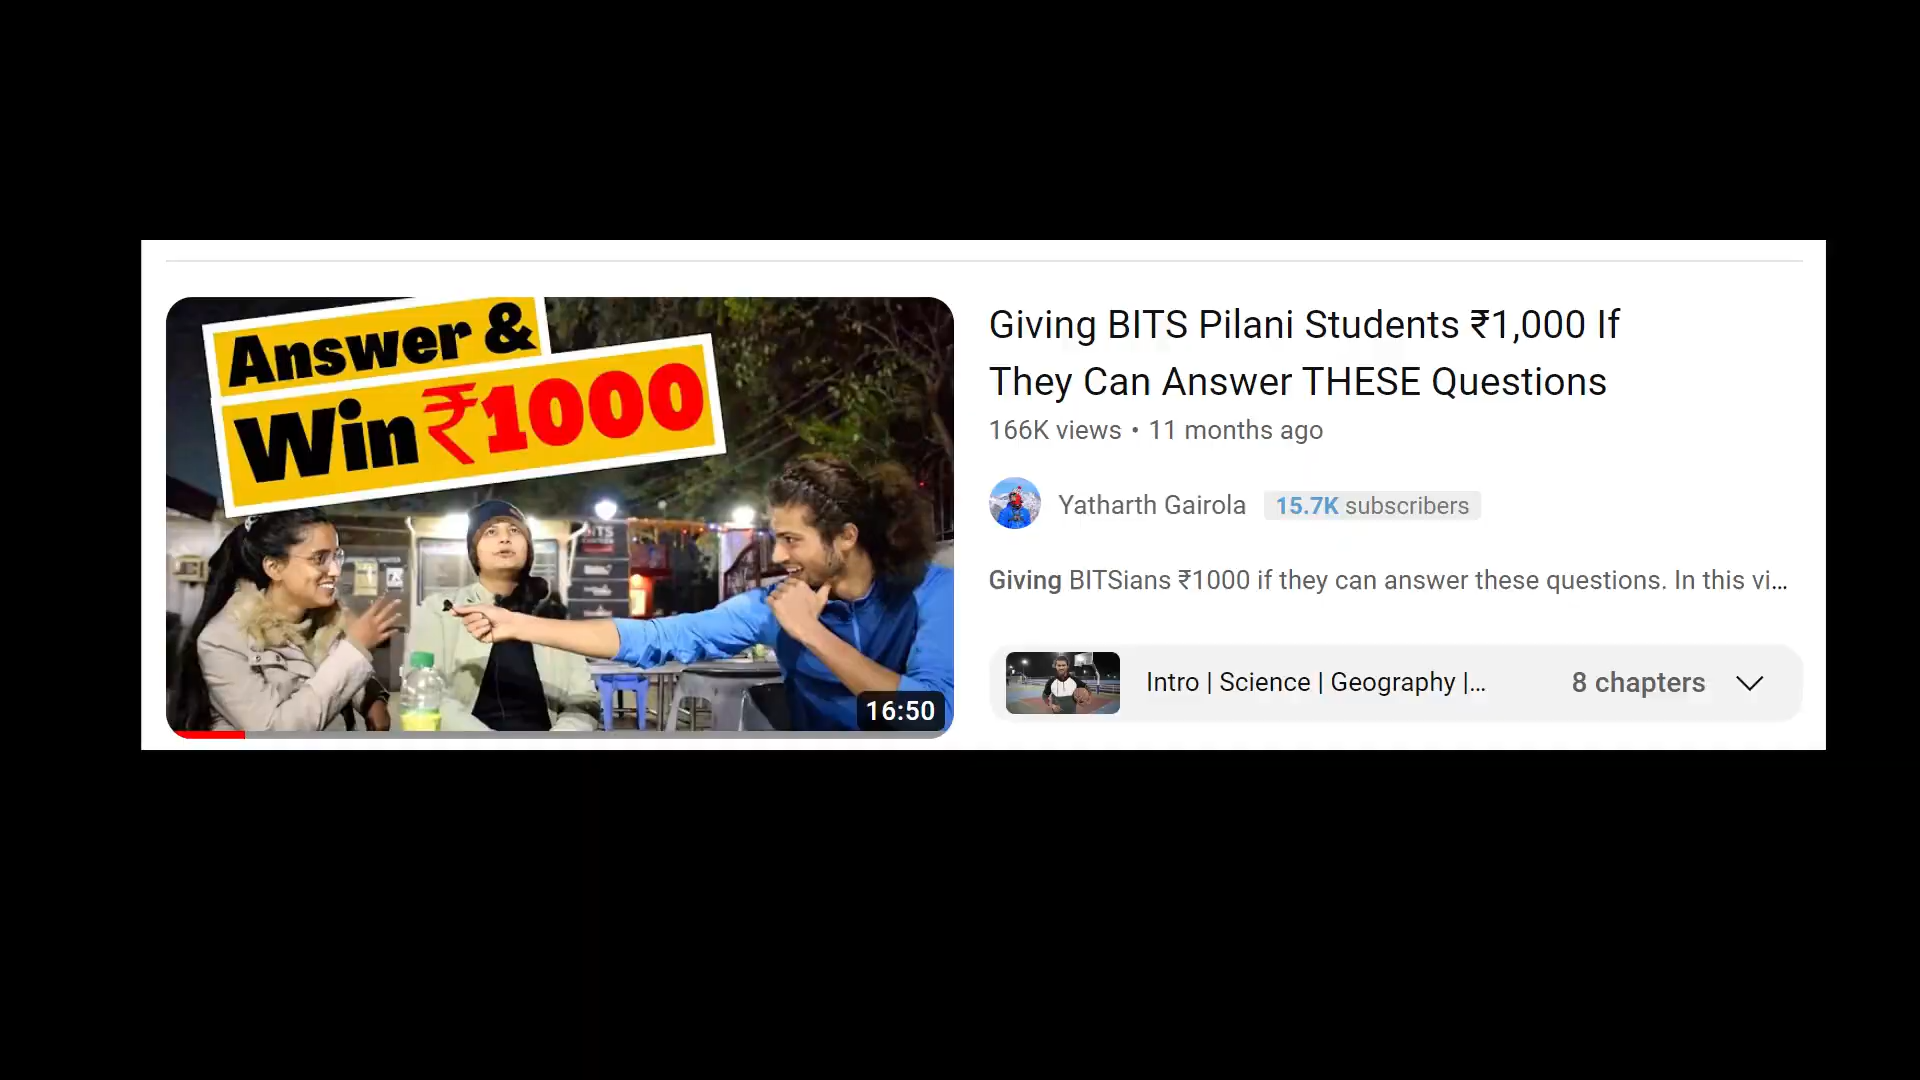 Answer &
Win ₹1000
BITS
16:50
Giving BITS Pilani Students ₹1,000 If
They Can Answer THESE Questions
166K views • 11 months ago
Yatharth Gairola 15.7K subscribers
Giving BITSians ₹1000 if they can answer these questions. In this vi...
Intro | Science | Geography |... 8 chapters